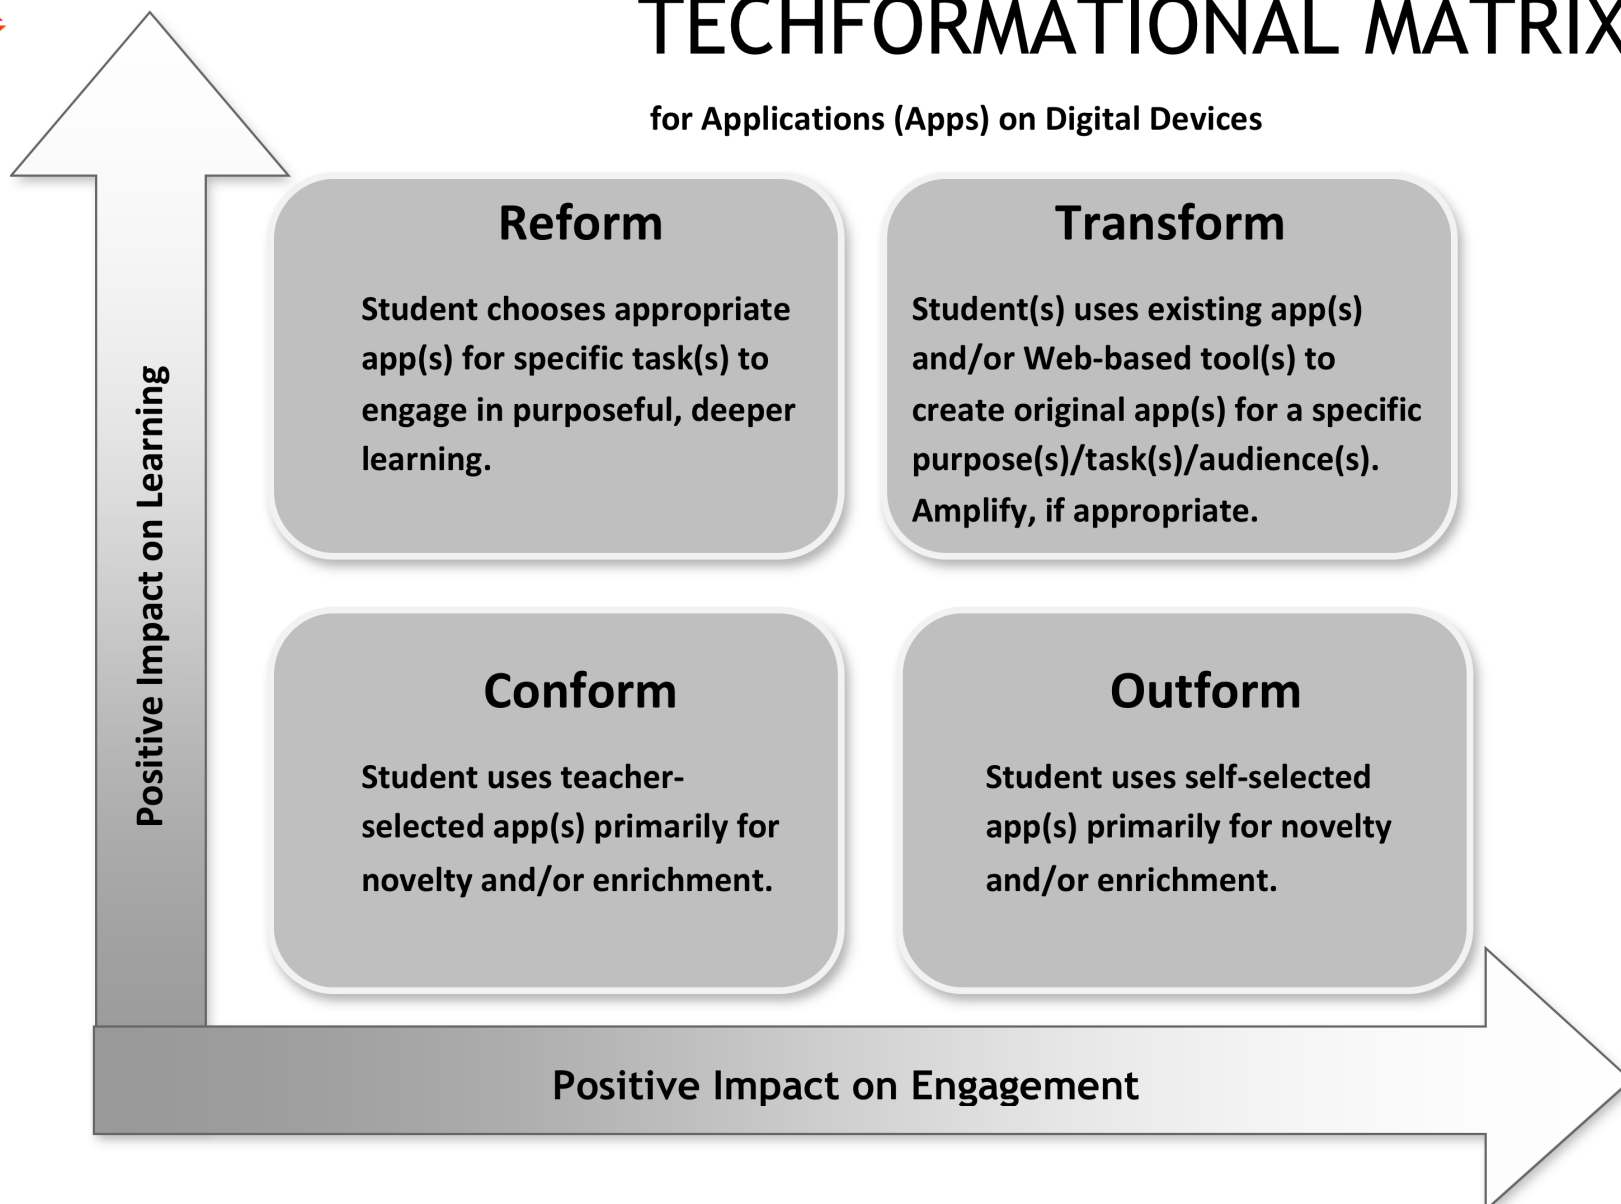 TECHFORMATIONAL MATRIX
for Applications (Apps) on Digital Devices
Reform
Student chooses appropriate
app(s) for specific task(s) to
engage in purposeful, deeper
learning.
Transform
Student(s) uses existing app(s)
and/or Web-based tool(s) to
create original app(s) for a specific
purpose(s)/task(s)/audience(s).
Amplify, if appropriate.
Positive Impact on Learning
Conform
Student uses teacher-
selected app(s) primarily for
novelty and/or enrichment.
Outform
Student uses self-selected
app(s) primarily for novelty
and/or enrichment.
Positive Impact on Engagement